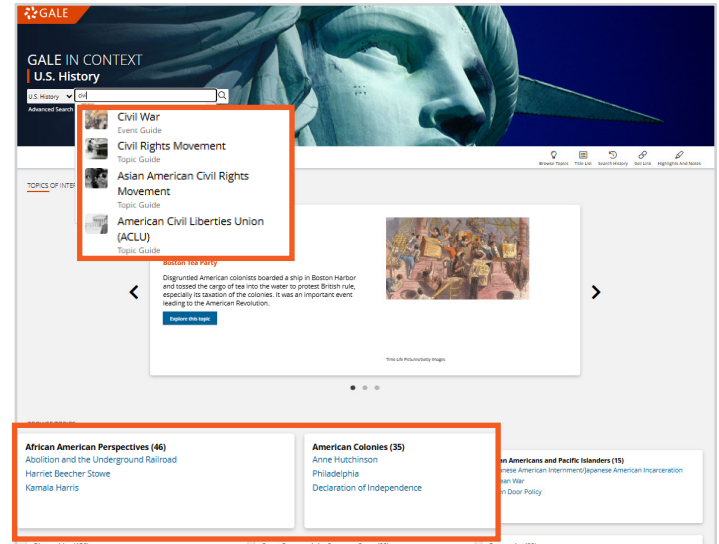 GALE
GALE IN CONTEXT
U.S. History
U.S. History
civi
Advanced Search
Civil War
Event Guide
Civil Rights Movement
Topic Guide
Asian American Civil Rights
Movement
Topic Guide
American Civil Liberties Union
(ACLU)
Topic Guide
Browse Topics Title List Search History Get Link Highlights And Notes
TOPICS OF INTER
Boston Tea Party
Disgruntled American colonists boarded a ship in Boston Harbor
and tossed the cargo of tea into the water to protest British rule,
especially its taxation of the colonies. It was an important event
leading to the American Revolution.
Explore this topic
Time Life Pictures/Getty Images
African American Perspectives (46)
Abolition and the Underground Railroad
Harriet Beecher Stowe
Kamala Harris
American Colonies (35)
Anne Hutchinson
Philadelphia
Declaration of Independence
an Americans and Pacific Islanders (15)
anese American Internment/Japanese American Incarceration
ean War
n Door Policy